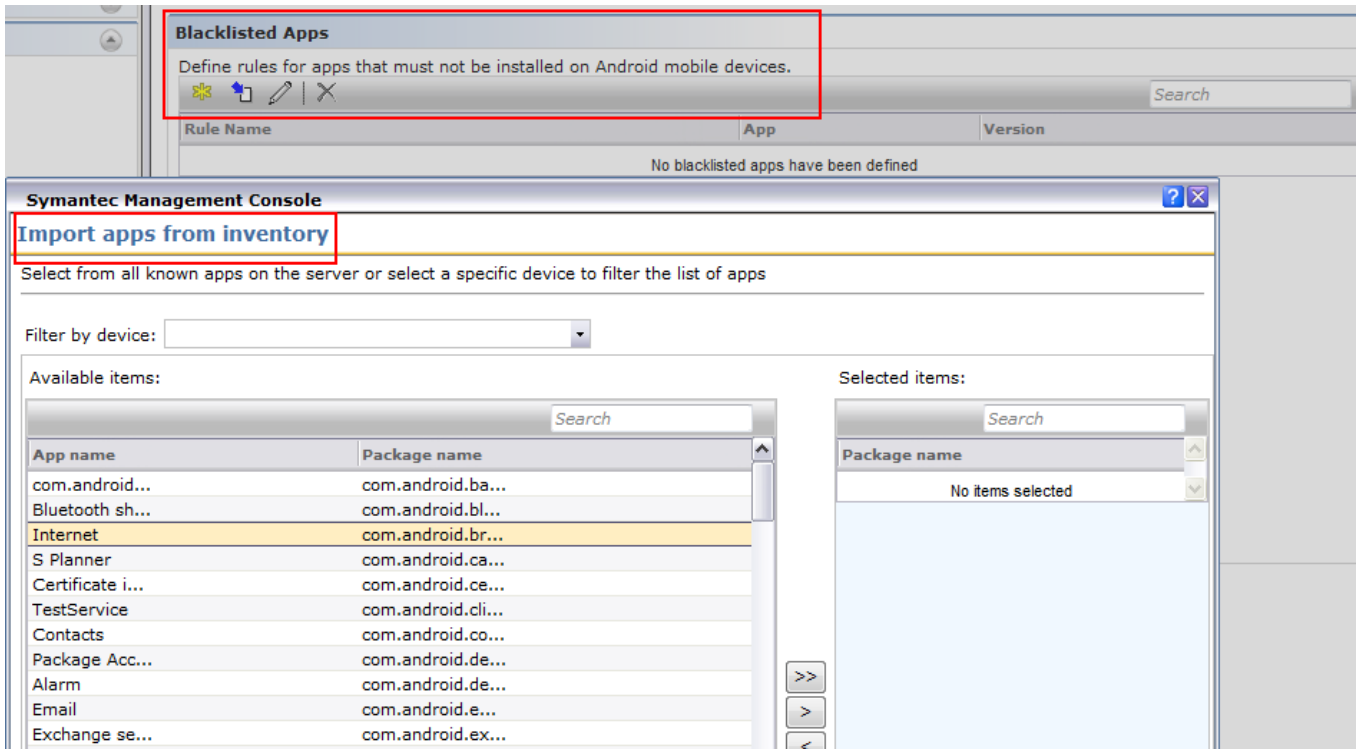 Blacklisted Apps
Define rules for apps that must not be installed on Android mobile devices.
Search
Rule Name App Version
No blacklisted apps have been defined
Symantec Management Console
Import apps from inventory
Select from all known apps on the server or select a specific device to filter the list of apps
Filter by device:
Available items:
Selected items:
Search
Search
App name Package name
Package name
com.android... com.android.ba...
No items selected
Bluetooth sh... com.android.bl...
Internet com.android.br...
S Planner com.android.ca...
Certificate i... com.android.ce...
TestService com.android.cli...
Contacts com.android.co...
Package Acc... com.android.de...
>>
Alarm com.android.de...
Email com.android.e...
>
Exchange se... com.android.ex...
<